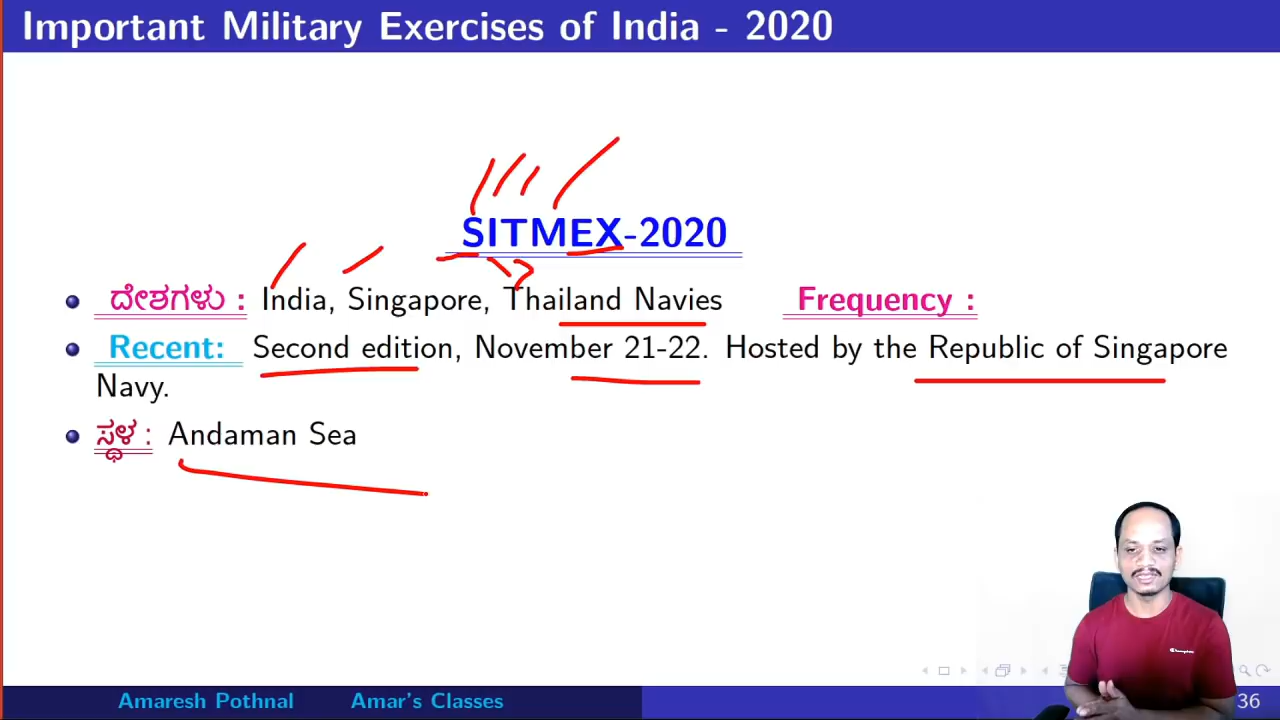 Important Military Exercises of India - 2020
SITMEX-2020
ದೇಶಗಳು : India, Singapore, Thailand Navies Frequency :
Recent: Second edition, November 21-22. Hosted by the Republic of Singapore
Navy.
ಸ್ಥಳ : Andaman Sea
Amaresh Pothnal Amar's Classes 36